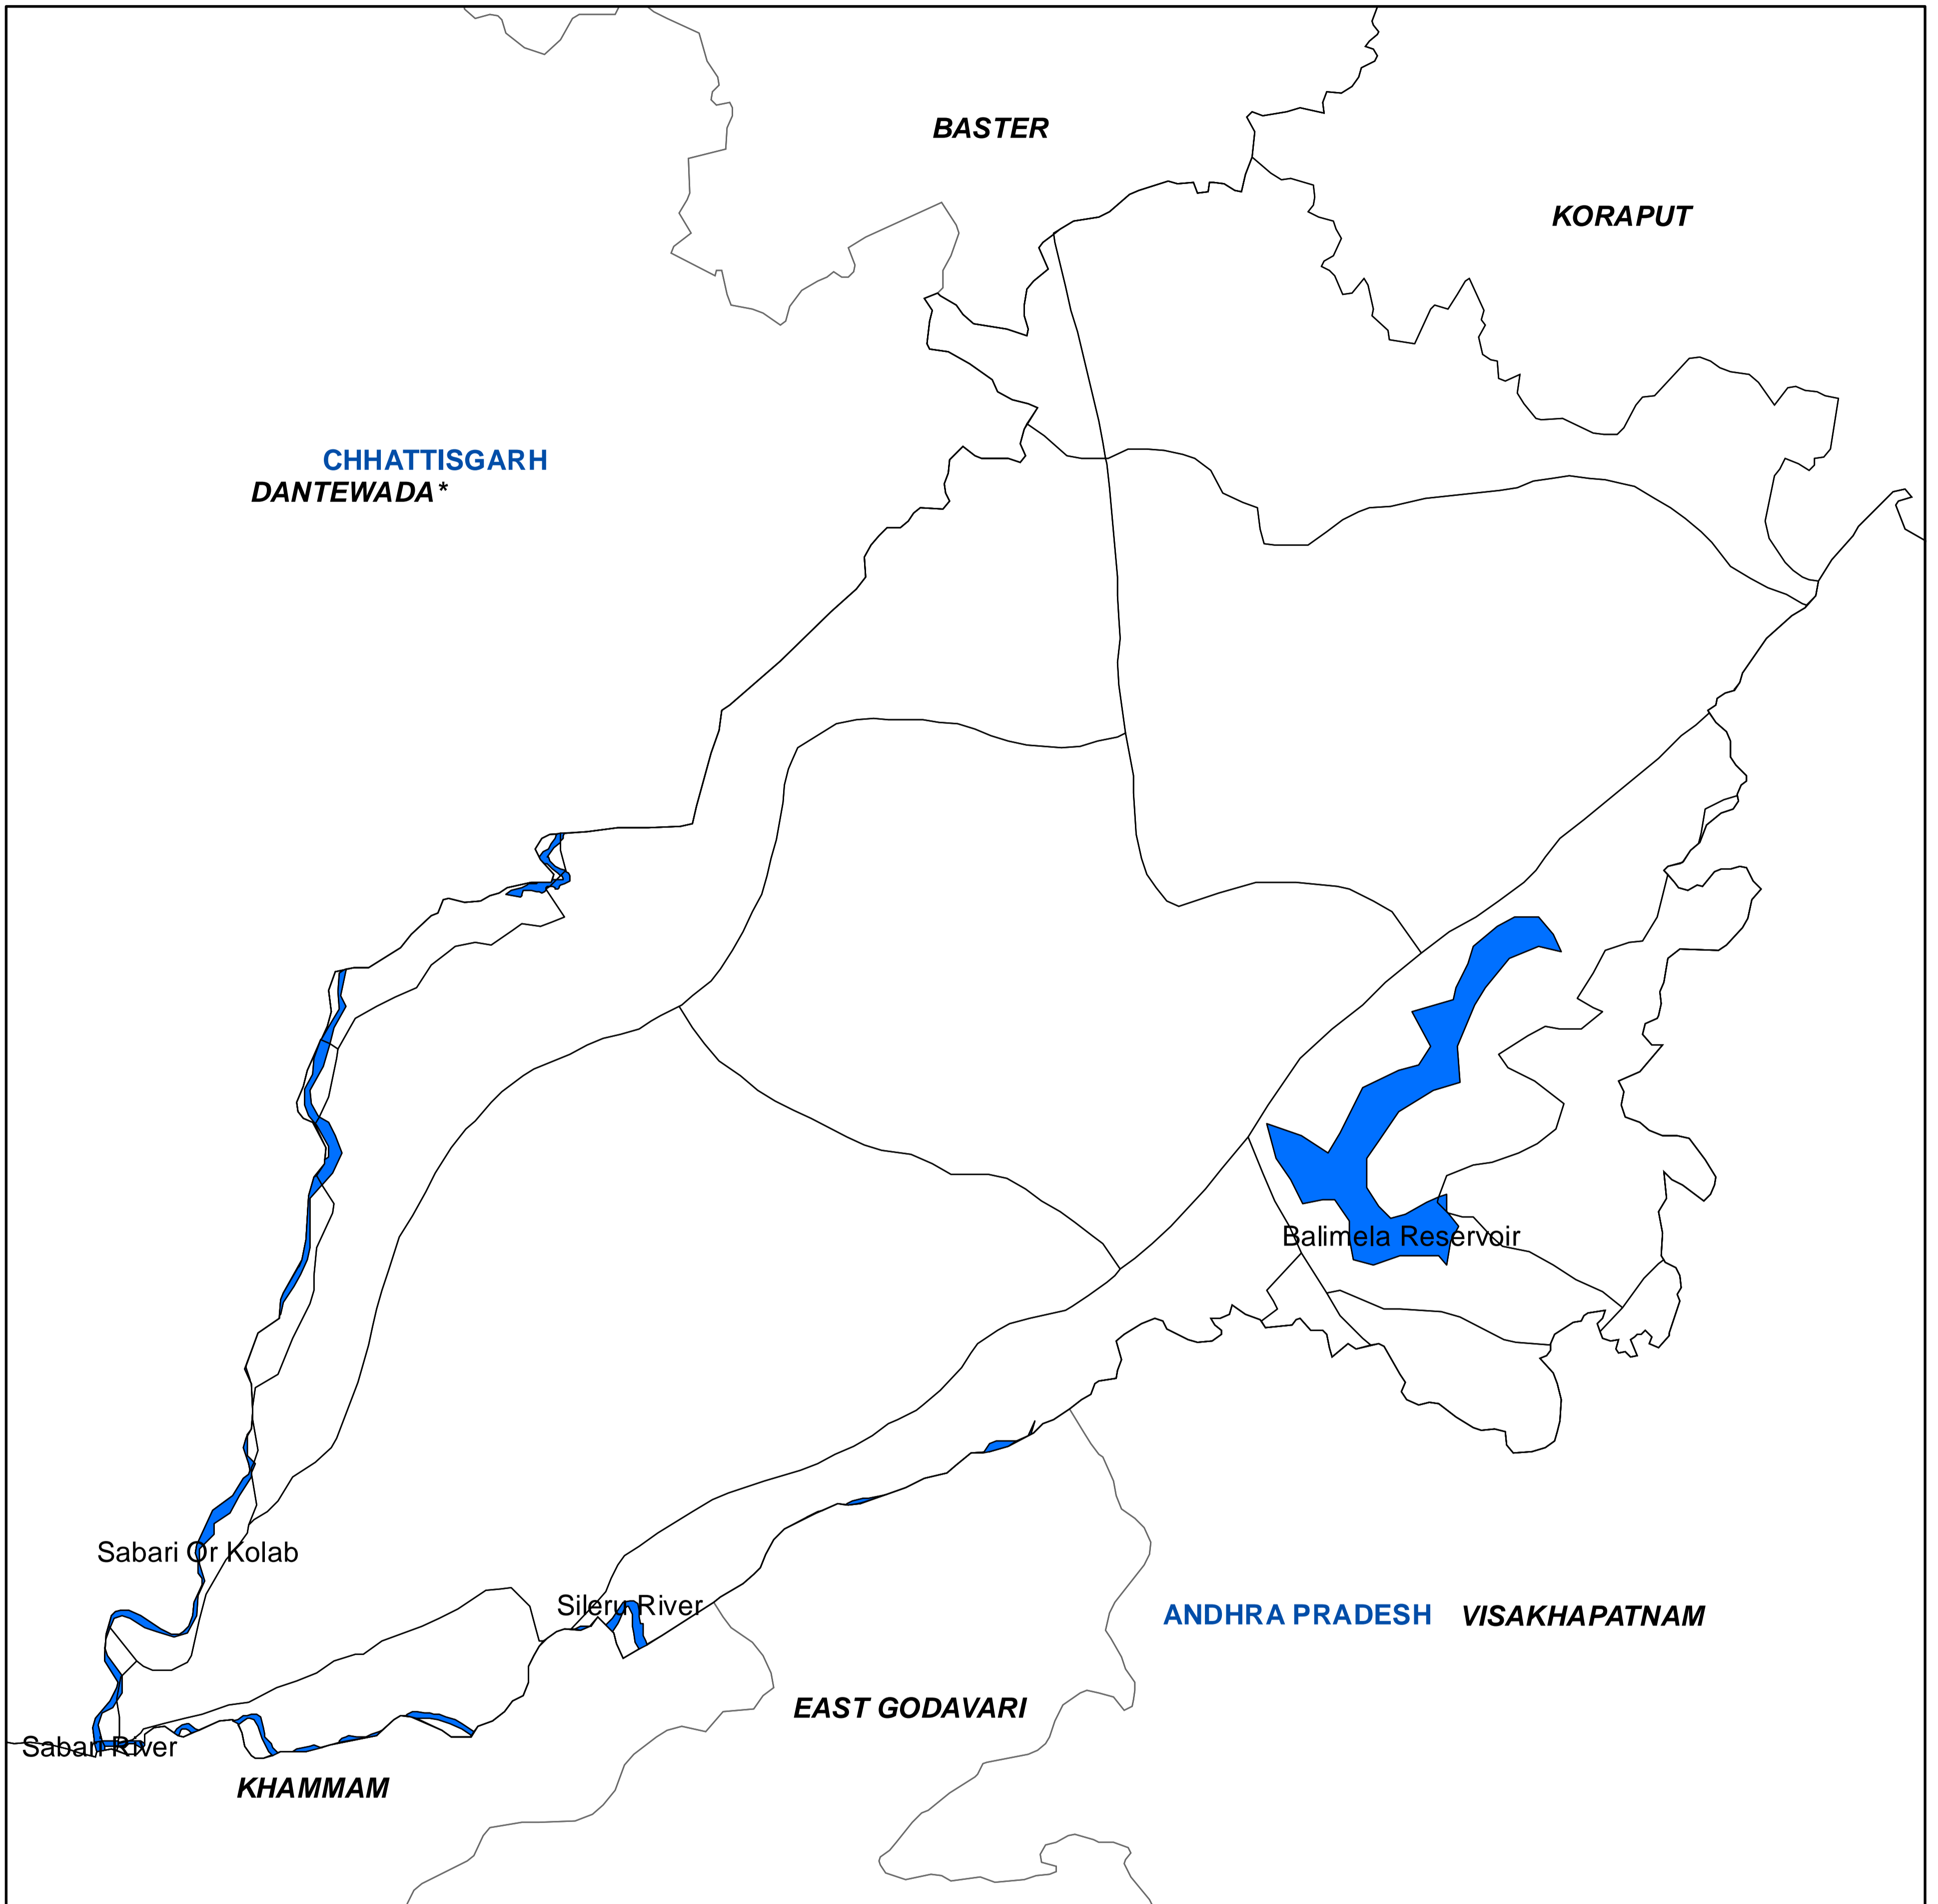 BASTER
KORAPUT
CHHATTISGARH
DANTEWADA*
Balimela Reservoir
Sabari Or Kolab
Sileru River
ANDHRA PRADESH
VISAKHAPATNAM
EAST GODAVARI
Sabari River
KHAMMAM